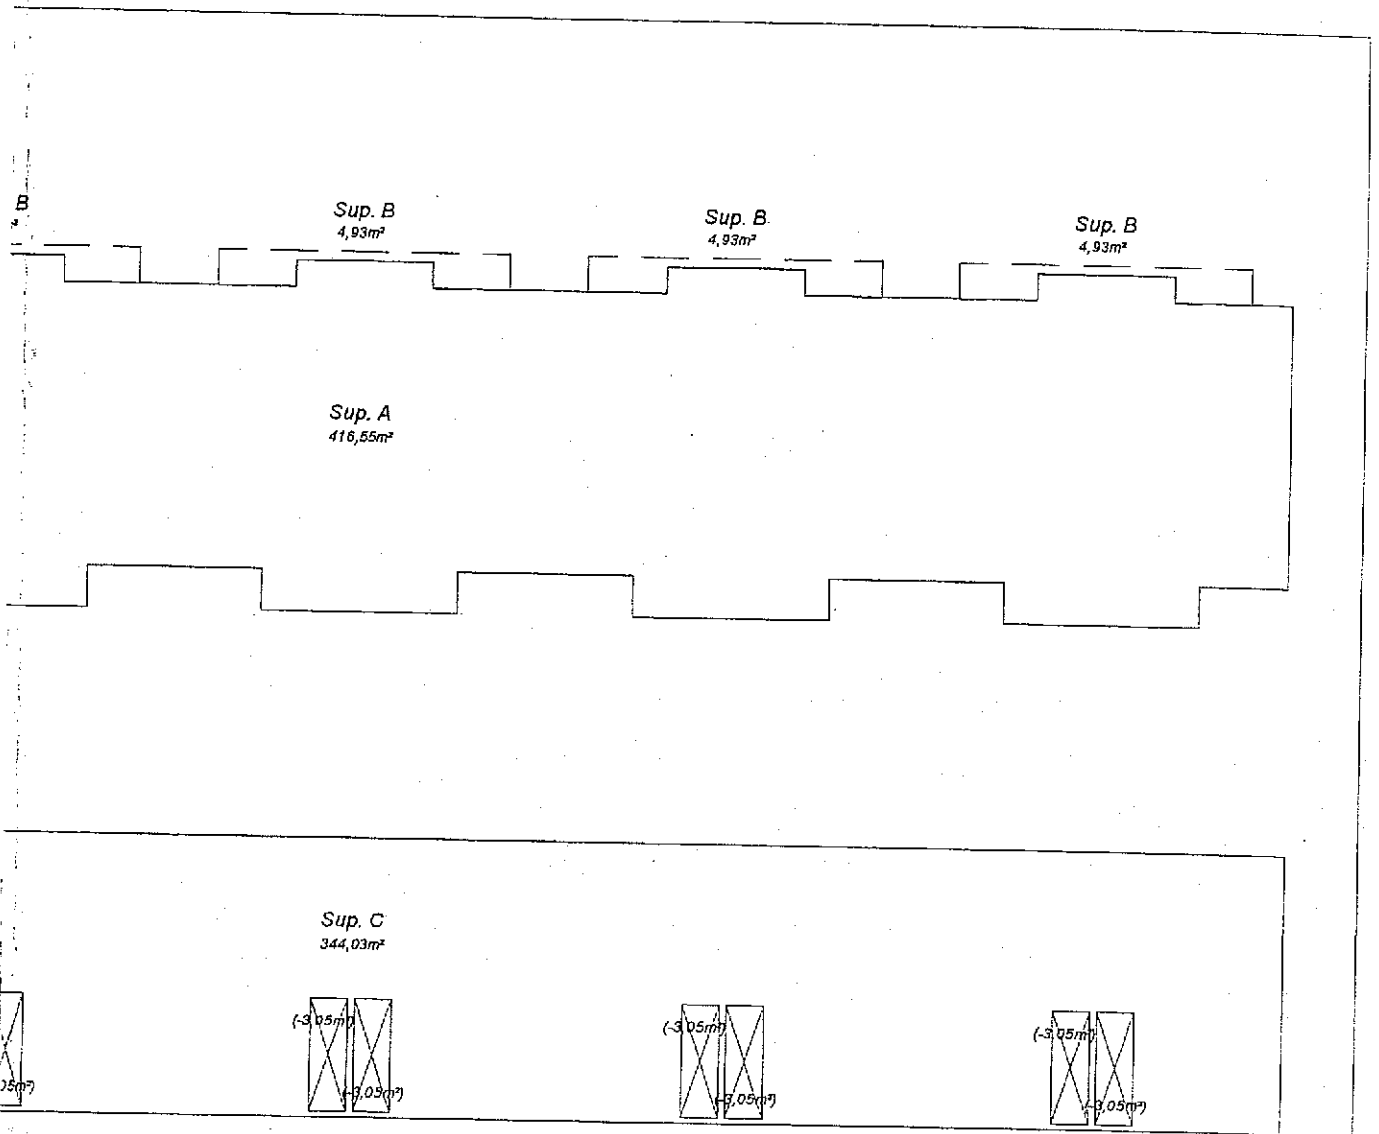 B
Sup. B
4,93m²
Sup. B
4,93m²
Sup. B
4,93m²
Sup. A
416,55m²
Sup. C
344,03m²
(-3,05m²)
(-3,05m²)
(-3,05m²)
05m²)
(-3,05m²)
(-3,05m²)
(-3,05m²)